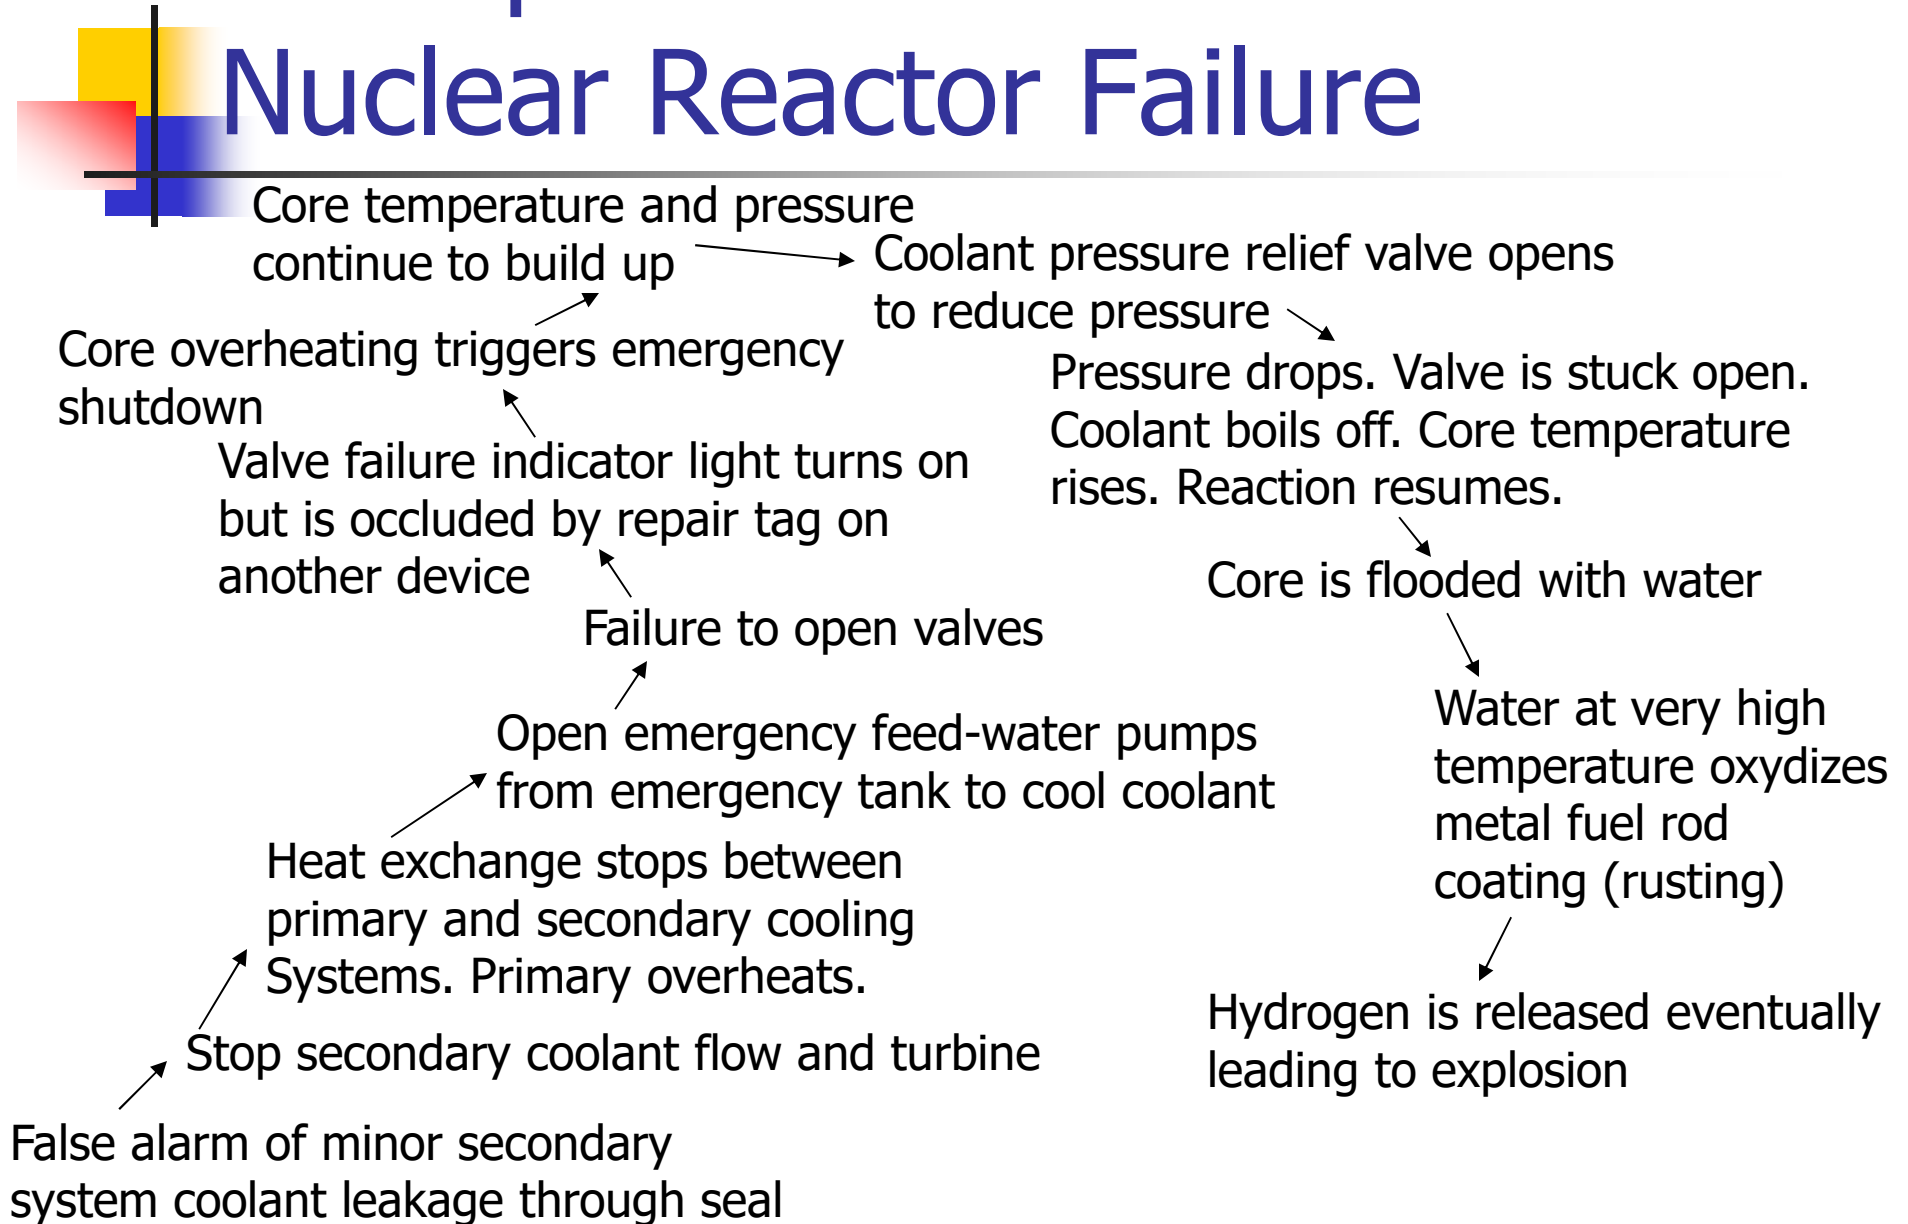 Nuclear Reactor Failure
Core temperature and pressure
continue to build up
Coolant pressure relief valve opens
to reduce pressure
Core overheating triggers emergency
shutdown
Pressure drops. Valve is stuck open.
Coolant boils off. Core temperature
rises. Reaction resumes.
Valve failure indicator light turns on
but is occluded by repair tag on
another device
Core is flooded with water
Failure to open valves
Water at very high
temperature oxydizes
metal fuel rod
coating (rusting)
Open emergency feed-water pumps
from emergency tank to cool coolant
Heat exchange stops between
primary and secondary cooling
Systems. Primary overheats.
Hydrogen is released eventually
leading to explosion
Stop secondary coolant flow and turbine
False alarm of minor secondary
system coolant leakage through seal